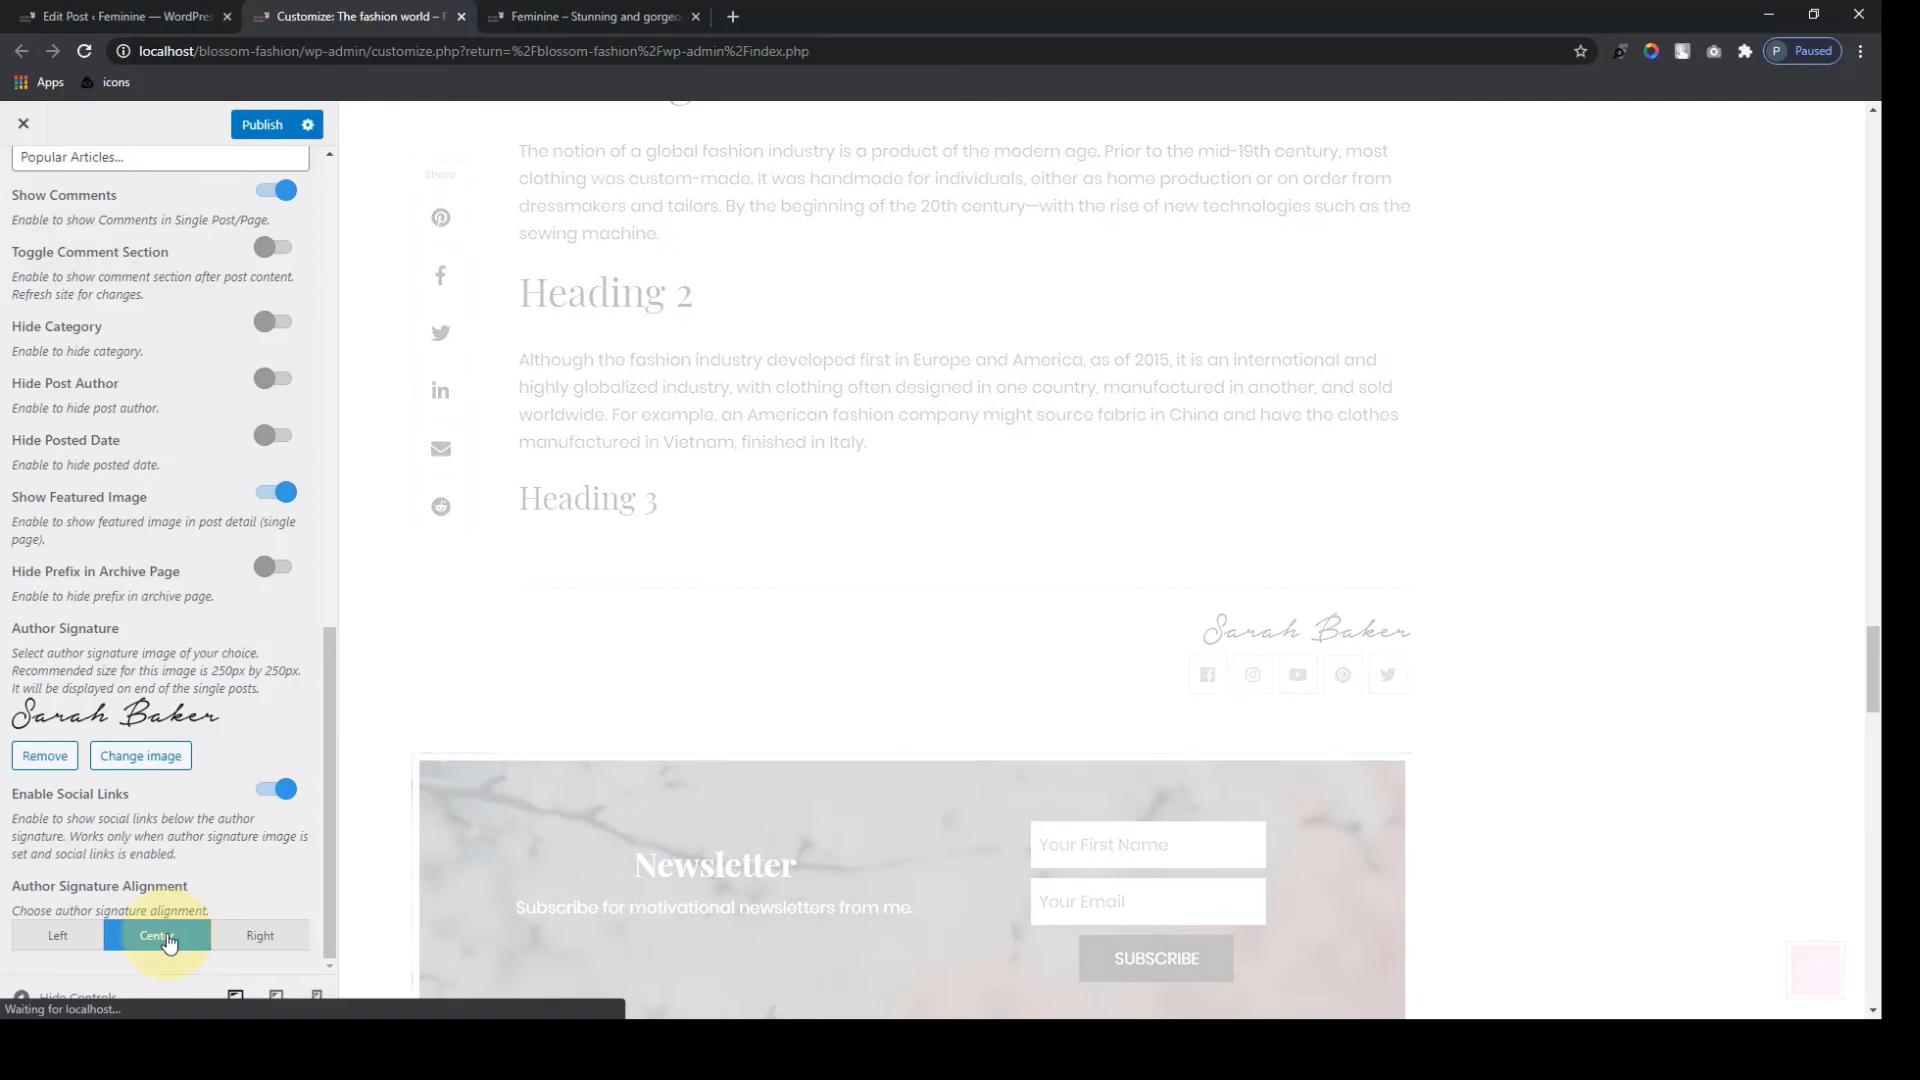 Edit Post ‹ Feminine — WordPres
Customize: The fashion world –
Feminine – Stunning and gorgeo
localhost/blossom-fashion/wp-admin/customize.php?return=%2Fblossom-fashion%2Fwp-admin%2Findex.php
P Paused
Apps
icons
Publish
Popular Articles...
Show Comments
Enable to show Comments in Single Post/Page.
Toggle Comment Section
Enable to show comment section after post content.
Refresh site for changes.
Hide Category
Enable to hide category.
Hide Post Author
Enable to hide post author.
Hide Posted Date
Enable to hide posted date.
Show Featured Image
Enable to show featured image in post detail (single
page).
Hide Prefix in Archive Page
Enable to hide prefix in archive page.
Author Signature
Select author signature image of your choice.
Recommended size for this image is 250px by 250px.
It will be displayed on end of the single posts.
Sarah Baker
Remove
Change image
Enable Social Links
Enable to show social links below the author
signature. Works only when author signature image is
set and social links is enabled.
Author Signature Alignment
Choose author signature alignment.
Left
Center
Right
Hide Controls
Waiting for localhost...
Share
The notion of a global fashion industry is a product of the modern age. Prior to the mid-19th century, most
clothing was custom-made. It was handmade for individuals, either as home production or on order from
dressmakers and tailors. By the beginning of the 20th century—with the rise of new technologies such as the
sewing machine.
Heading 2
Although the fashion industry developed first in Europe and America, as of 2015, it is an international and
highly globalized industry, with clothing often designed in one country, manufactured in another, and sold
worldwide. For example, an American fashion company might source fabric in China and have the clothes
manufactured in Vietnam, finished in Italy.
Heading 3
Sarah Baker
Newsletter
Subscribe for motivational newsletters from me.
Your First Name
Your Email
SUBSCRIBE